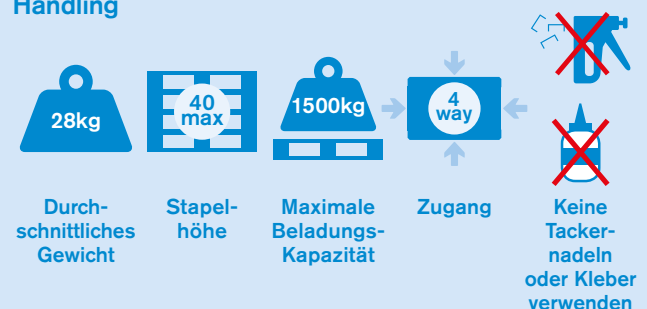 Handling
28kg
40
max
1500kg
4
way
Durch-
schnittliches
Gewicht
Stapel-
höhe
Maximale
Beladungs-
Kapazität
Zugang
Keine
Tacker-
nadeln
oder Kleber
verwenden